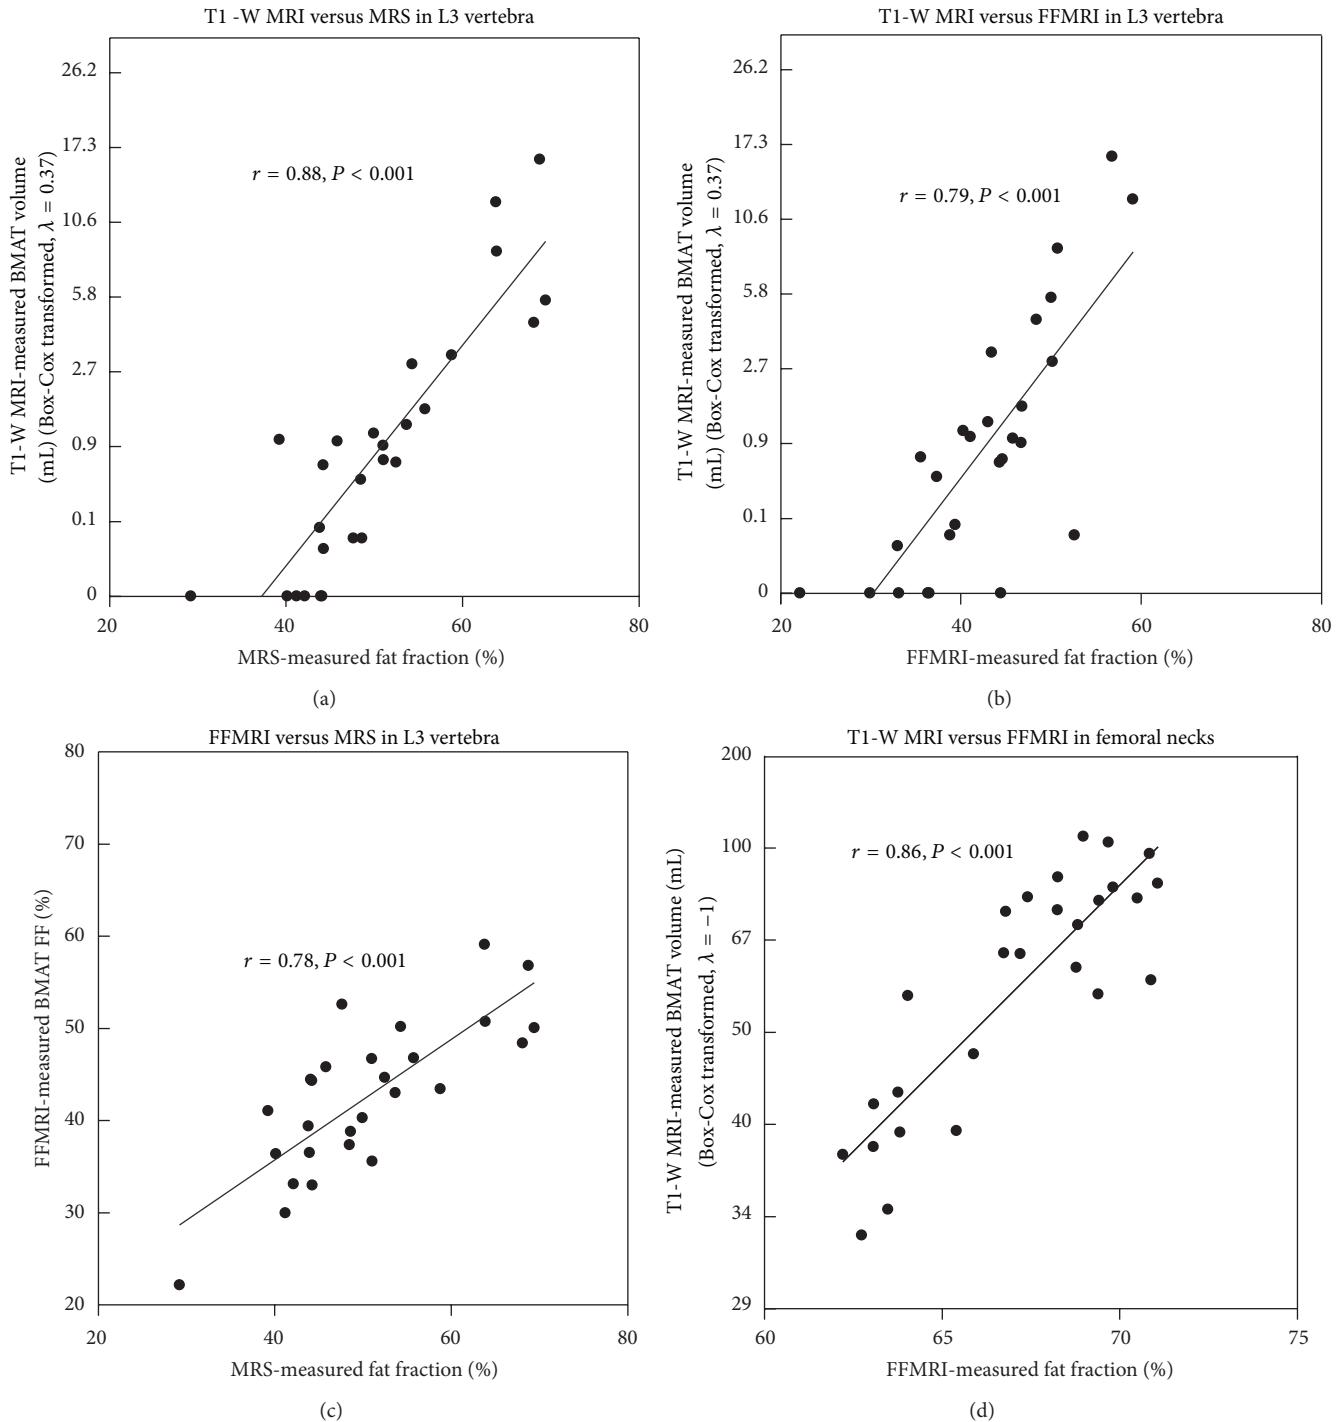 T1 -W MRI versus MRS in L3 vertebra
26.2
17.3
10.6
5.8
2.7
0.9
0.1
0
r = 0.88, P < 0.001
T1-W MRI-measured BMAT volume
(mL) (Box-Cox transformed, λ = 0.37)
20
40
60
80
MRS-measured fat fraction (%)
(a)
T1-W MRI versus FFMRI in L3 vertebra
26.2
17.3
10.6
5.8
2.7
0.9
0.1
0
r = 0.79, P < 0.001
T1-W MRI-measured BMAT volume
(mL) (Box-Cox transformed, λ = 0.37)
20
40
60
80
FFMRI-measured fat fraction (%)
(b)
FFMRI versus MRS in L3 vertebra
80
70
60
50
40
30
20
r = 0.78, P < 0.001
FFMRI-measured BMAT FF (%)
20
40
60
80
MRS-measured fat fraction (%)
(c)
T1-W MRI versus FFMRI in femoral necks
200
100
67
50
40
34
29
r = 0.86, P < 0.001
T1-W MRI-measured BMAT volume (mL)
(Box-Cox transformed, λ = −1)
60
65
70
75
FFMRI-measured fat fraction (%)
(d)